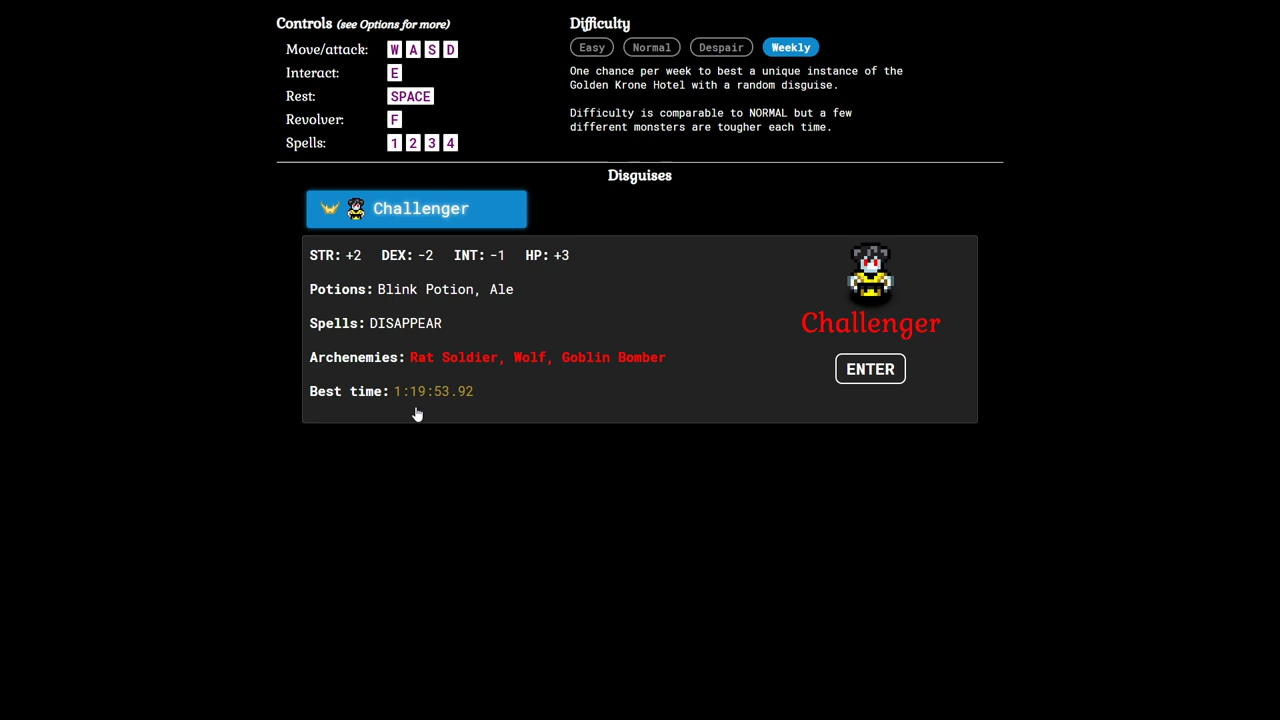 Controls (see Options for more)
Move/attack: W A S D
Interact: E
Rest: SPACE
Revolver: F
Spells: 1 2 3 4
Difficulty
Easy Normal Despair Weekly
One chance per week to best a unique instance of the
Golden Krone Hotel with a random disguise.
Difficulty is comparable to NORMAL but a few
different monsters are tougher each time.
Disguises
Challenger
STR: +2 DEX: -2 INT: -1 HP: +3
Potions: Blink Potion, Ale
Spells: DISAPPEAR
Archenemies: Rat Soldier, Wolf, Goblin Bomber
Best time: 1:19:53.92
Challenger
ENTER